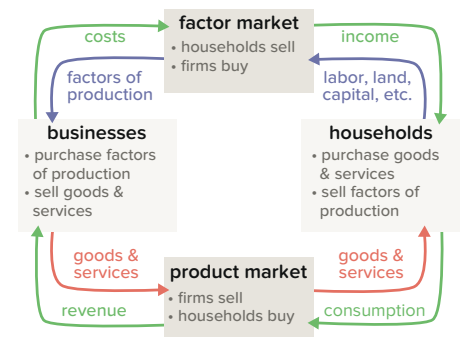 factor market
• households sell
• firms buy
costs
income
factors of
production
labor, land,
capital, etc.
businesses
• purchase factors
of production
• sell goods &
services
households
• purchase goods
& services
• sell factors of
production
goods &
services
goods &
services
product market
• firms sell
• households buy
revenue
consumption